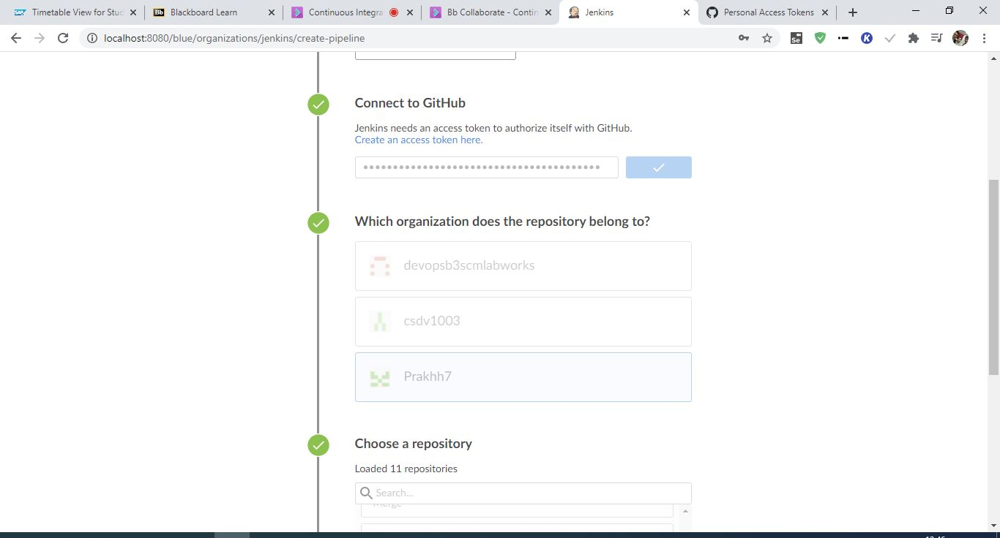 Timetable View for Stud
Blackboard Learn
Continuous Integra
Bb Collaborate - Contin
Jenkins
Personal Access Tokens
localhost:8080/blue/organizations/jenkins/create-pipeline
Connect to GitHub
Jenkins needs an access token to authorize itself with GitHub.
Create an access token here.
Which organization does the repository belong to?
devopsb3scmlabworks
csdv1003
Prakhh7
Choose a repository
Loaded 11 repositories
Search...
Merge